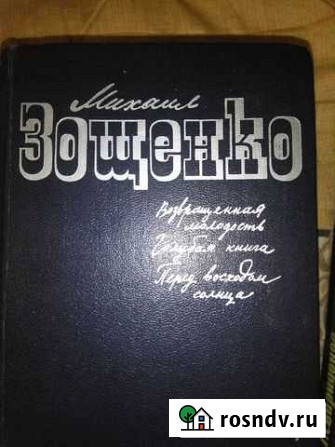 Михаил
Зощенко
Возвращенная
молодость
Голубая книга
Перед восходом
солнца
rosndv.ru